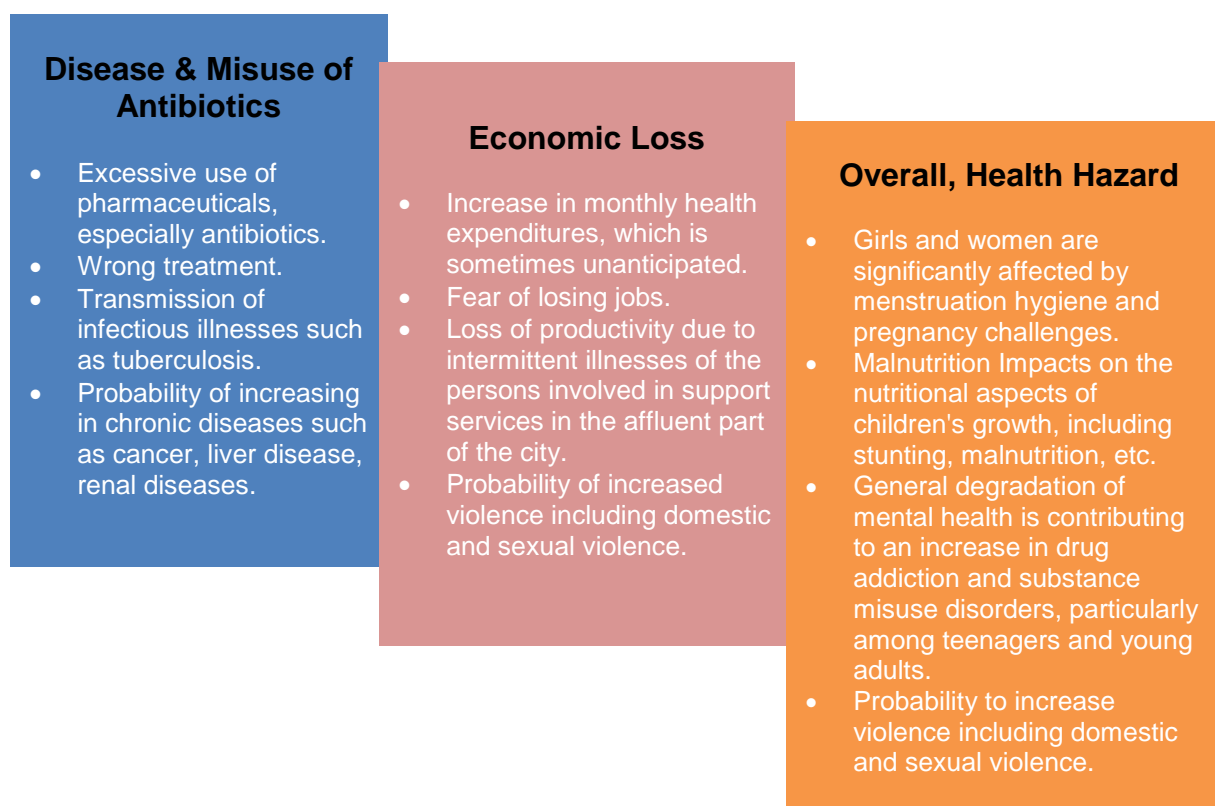 Disease & Misuse of
Antibiotics
• Excessive use of
pharmaceuticals,
especially antibiotics.
• Wrong treatment.
• Transmission of
infectious illnesses such
as tuberculosis.
• Probability of increasing
in chronic diseases such
as cancer, liver disease,
renal diseases.
Economic Loss
• Increase in monthly health
expenditures, which is
sometimes unanticipated.
• Fear of losing jobs.
• Loss of productivity due to
intermittent illnesses of the
persons involved in support
services in the affluent part
of the city.
• Probability of increased
violence including domestic
and sexual violence.
Overall, Health Hazard
• Girls and women are
significantly affected by
menstruation hygiene and
pregnancy challenges.
• Malnutrition Impacts on the
nutritional aspects of
children's growth, including
stunting, malnutrition, etc.
• General degradation of
mental health is contributing
to an increase in drug
addiction and substance
misuse disorders, particularly
among teenagers and young
adults.
• Probability to increase
violence including domestic
and sexual violence.